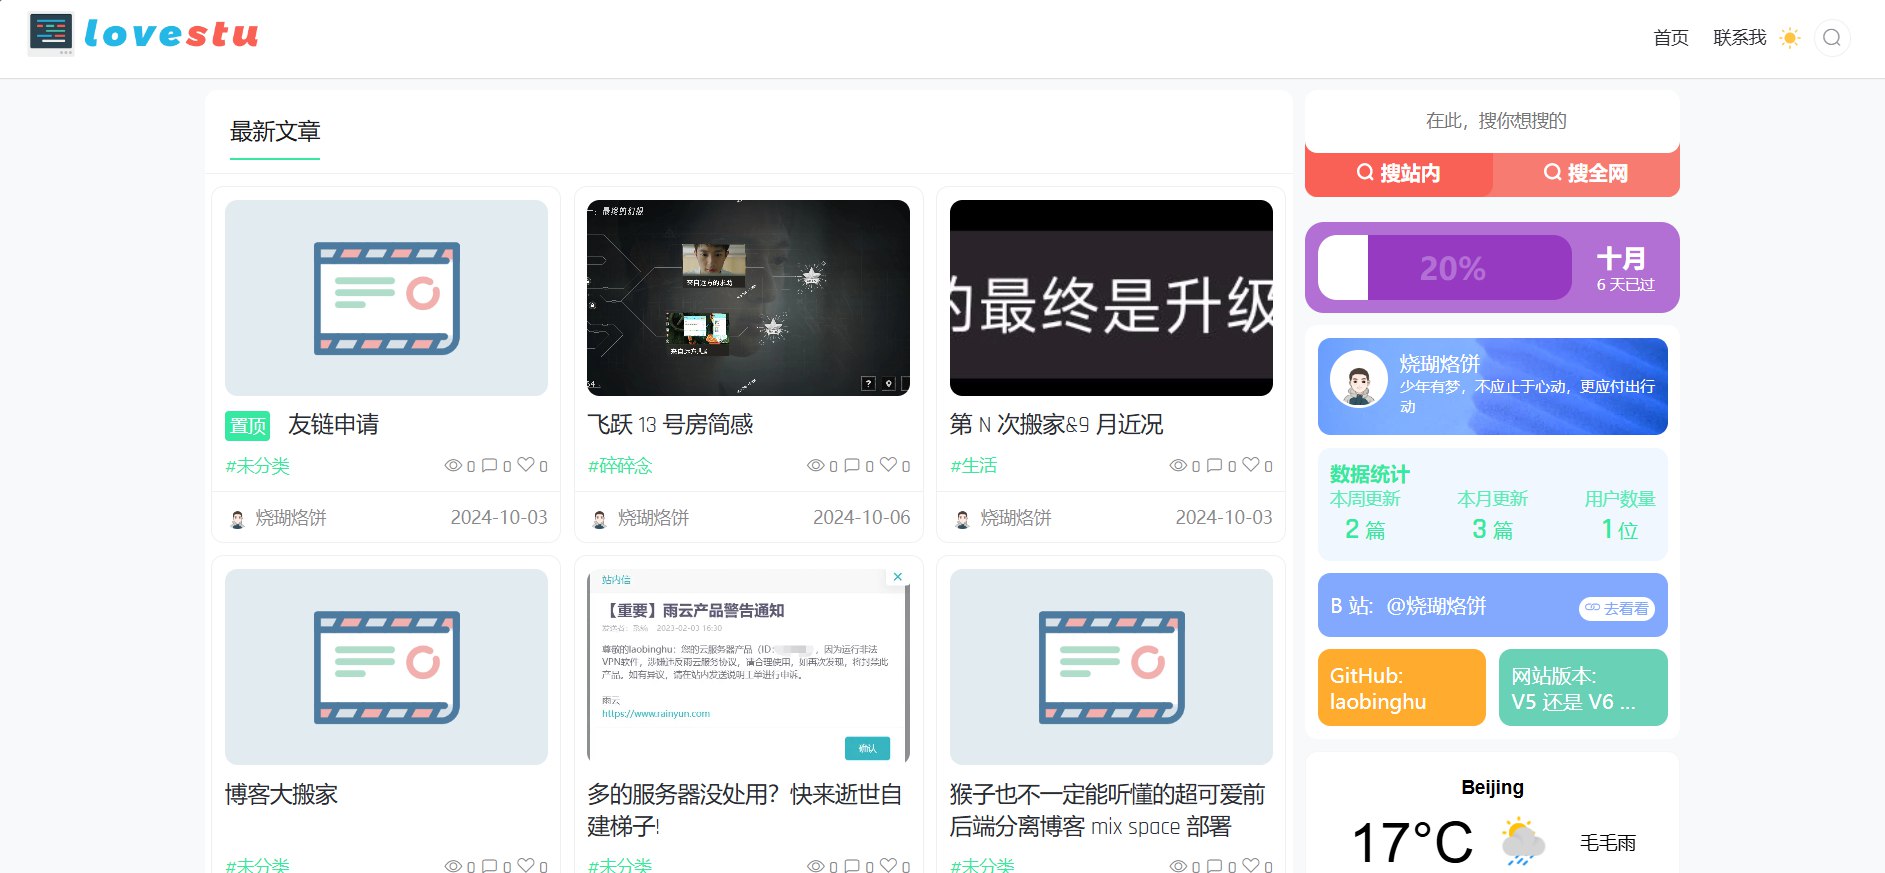 lovestu
首页 联系我
最新文章
置顶 友链申请
#未分类 0 0 0
烧瑚烙饼 2024-10-03
一：最终的幻想
来自远方的求助
飞跃 13 号房简感
#碎碎念 0 0 0
烧瑚烙饼 2024-10-06
的最终是升级
第 N 次搬家&9 月近况
#生活 0 0 0
烧瑚烙饼 2024-10-03
博客大搬家
#未分类 0 0 0
站内信
【重要】雨云产品警告通知
2023-02-03 16:30
尊敬的laobinghu：您的云服务器产品（ID: ），因为运行非法
VPN软件，涉嫌违反雨云服务协议，请合理使用，如再次发现，将封禁此
产品。如有异议，请在站内发送说明工单进行申诉。
雨云
https://www.rainyun.com
确认
多的服务器没处用？快来逝世自
建梯子!
#未分类 0 0 0
猴子也不一定能听懂的超可爱前
后端分离博客 mix space 部署
#未分类 0 0 0
在此，搜你想搜的
搜站内 搜全网
20%
十月
6 天已过
烧瑚烙饼
少年有梦，不应止于心动，更应付出行
动
数据统计
本周更新 本月更新 用户数量
2 篇 3 篇 1 位
B 站: @烧瑚烙饼 去看看
GitHub:
laobinghu
网站版本:
V5 还是 V6 ...
Beijing
17°C 毛毛雨